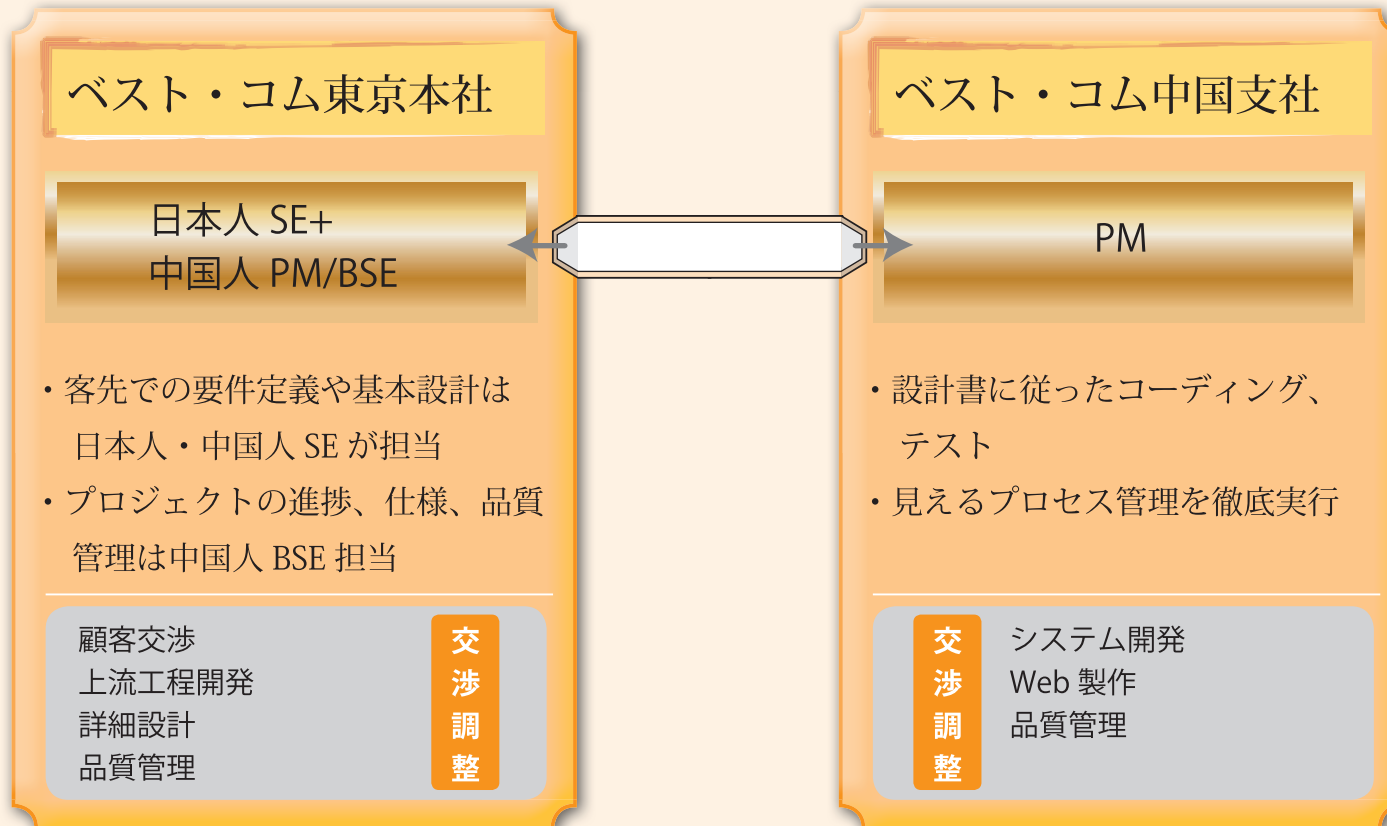 ベスト・コム東京本社
日本人 SE+
中国人 PM/BSE
・客先での要件定義や基本設計は
日本人・中国人 SE が担当
・プロジェクトの進捗、仕様、品質
管理は中国人 BSE 担当
顧客交渉
上流工程開発
詳細設計
品質管理
交渉調整
ベスト・コム中国支社
PM
・設計書に従ったコーディング、
テスト
・見えるプロセス管理を徹底実行
交渉調整
システム開発
Web 製作
品質管理